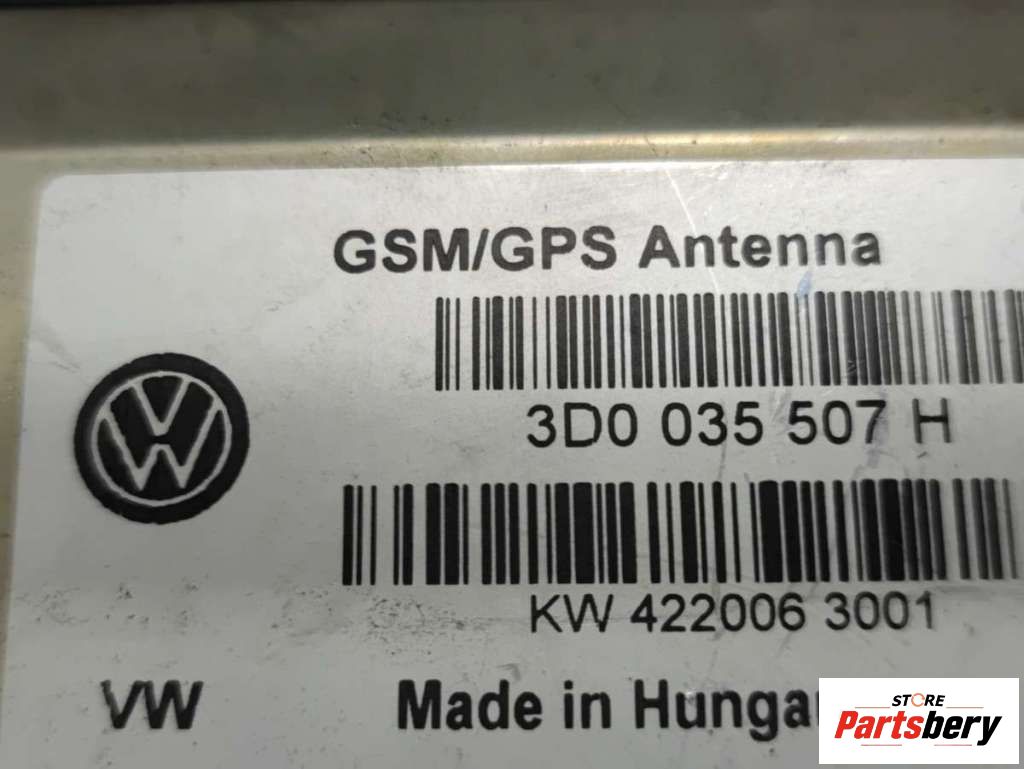 GSM/GPS Antenna
3D0 035 507 H
KW 422006 3001
VW
Made in Hunga
STORE
Partsbery